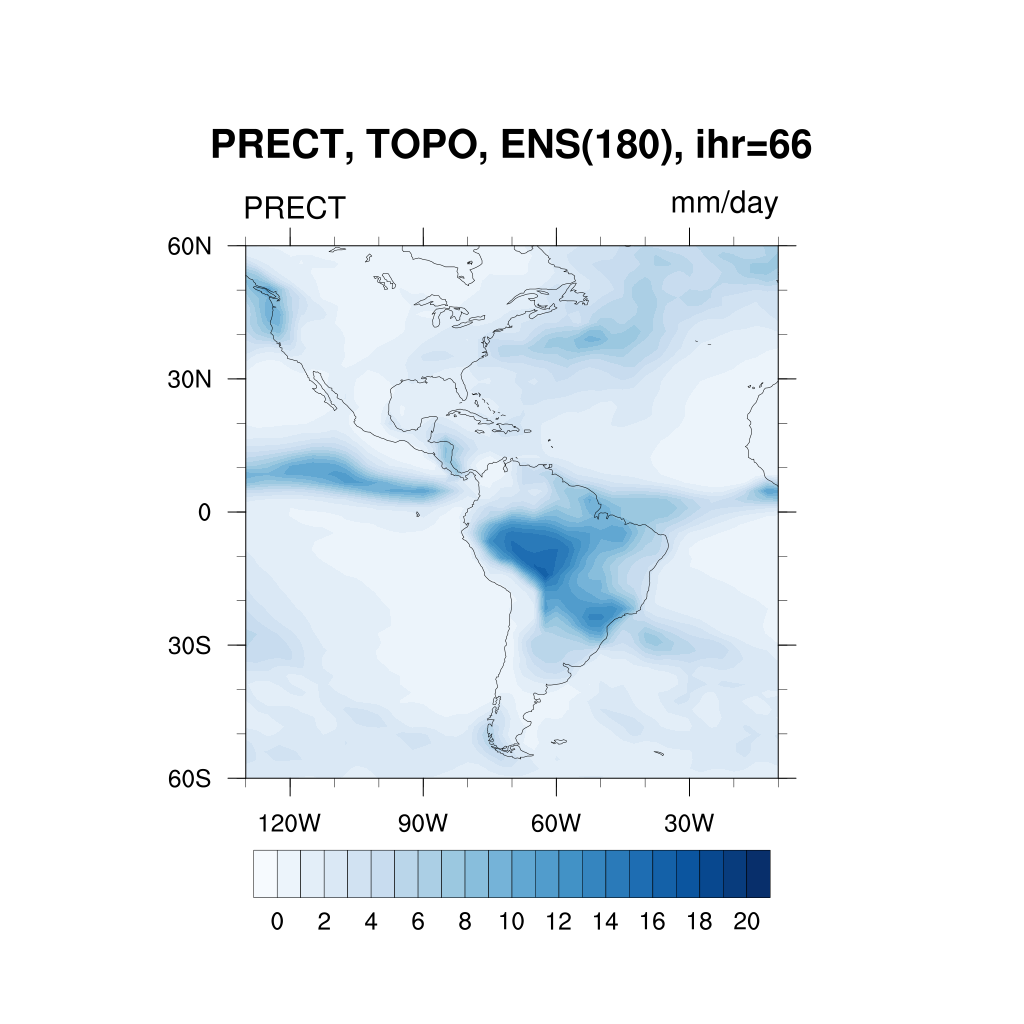 PRECT, TOPO, ENS(180), ihr=66
PRECT mm/day
60N
30N
0
30S
60S
120W 90W 60W 30W
0 2 4 6 8 10 12 14 16 18 20